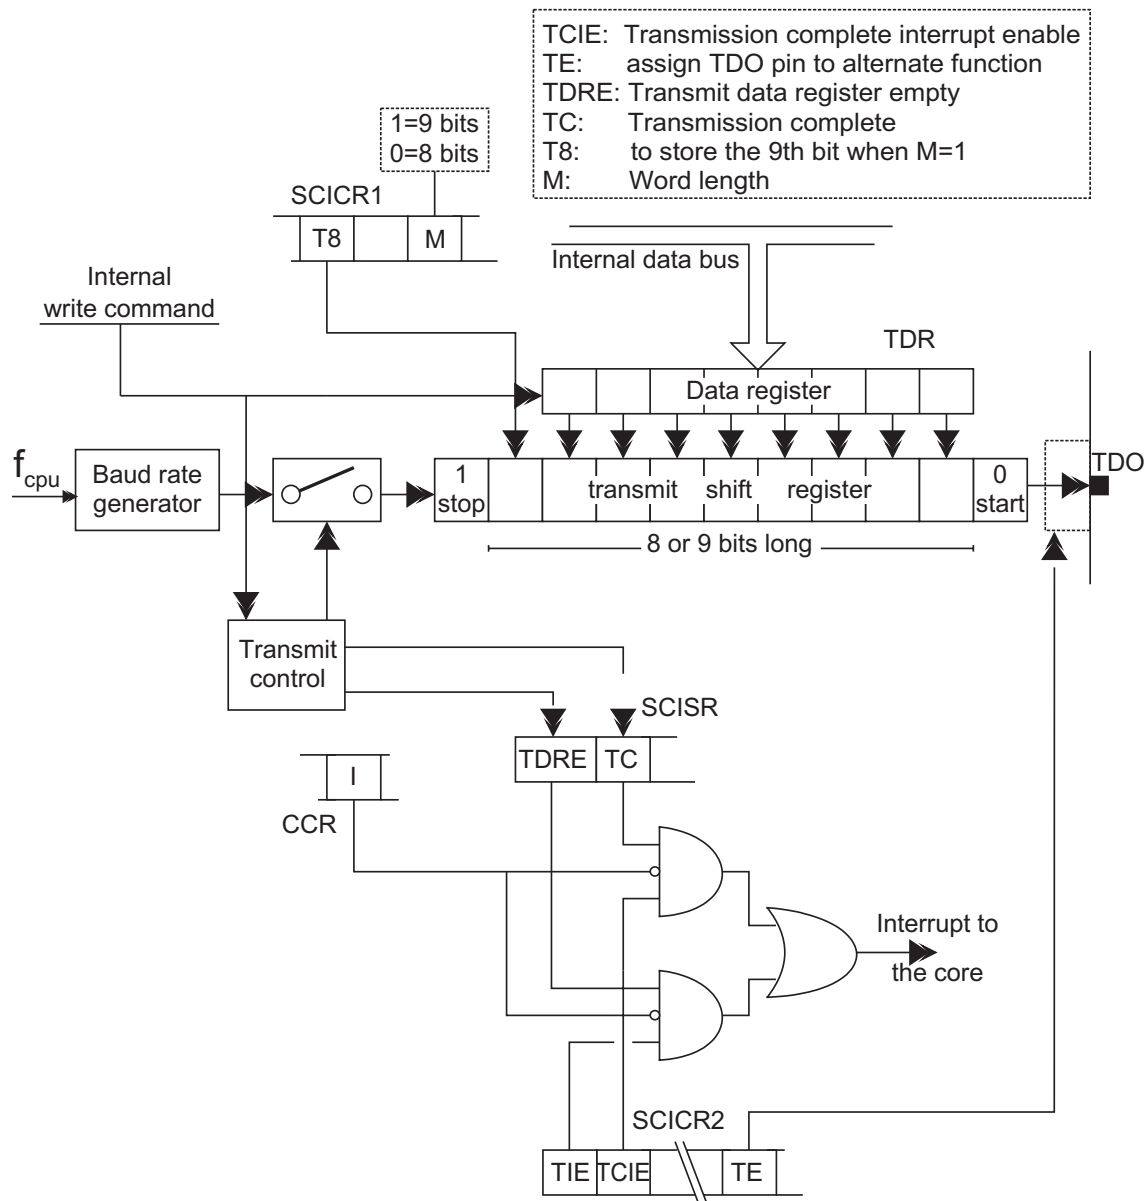 TCIE: Transmission complete interrupt enable
TE: assign TDO pin to alternate function
TDRE: Transmit data register empty
TC: Transmission complete
T8: to store the 9th bit when M=1
M: Word length
1=9 bits
0=8 bits
SCICR1
T8 M
Internal data bus
Internal
write command
TDR
Data register
fcpu
Baud rate
generator
1
stop
transmit shift register
0
start
TDO
8 or 9 bits long
Transmit
control
SCISR
TDRE TC
I
CCR
Interrupt to
the core
SCICR2
TIE TCIE TE